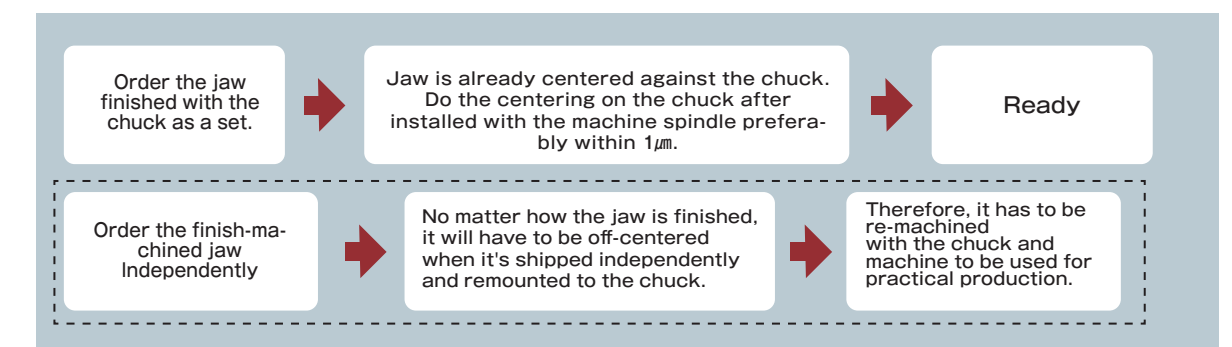 Order the jaw
finished with the
chuck as a set.
Jaw is already centered against the chuck.
Do the centering on the chuck after
installed with the machine spindle prefera-
bly within 1㎛.
Ready
Order the finish-ma-
chined jaw
Independently
No matter how the jaw is finished,
it will have to be off-centered
when it's shipped independently
and remounted to the chuck.
Therefore, it has to be
re-machined
with the chuck and
machine to be used for
practical production.